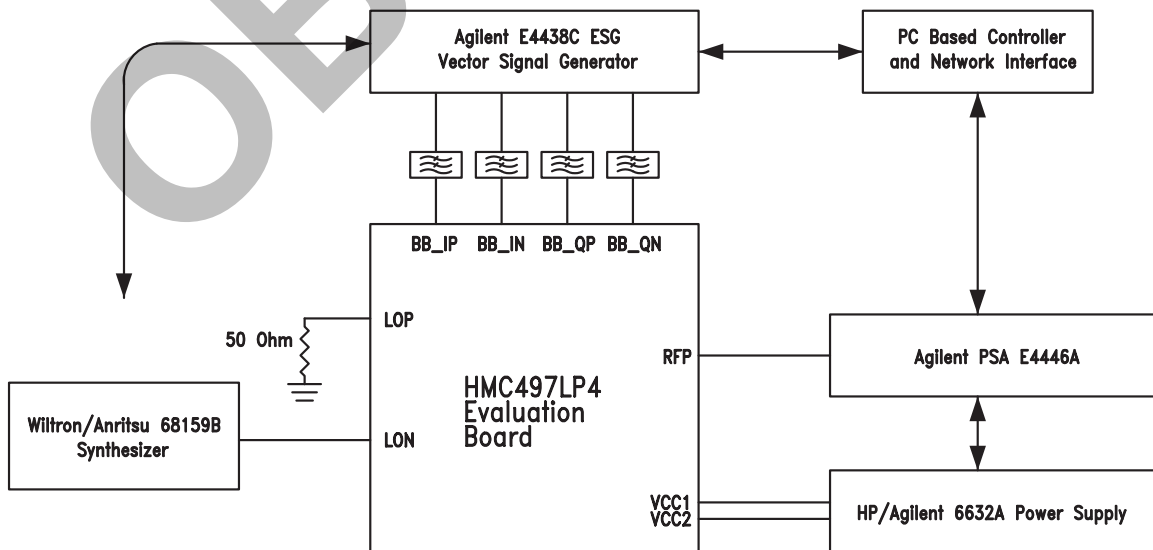 Agilent E4438C ESG
Vector Signal Generator
PC Based Controller
and Network Interface
BB_IP BB_IN BB_QP BB_QN
LOP
50 Ohm
RFP
Agilent PSA E4446A
HMC497LP4
Evaluation
Board
Wiltron/Anritsu 68159B
Synthesizer
LON
VCC1
VCC2
HP/Agilent 6632A Power Supply
OB